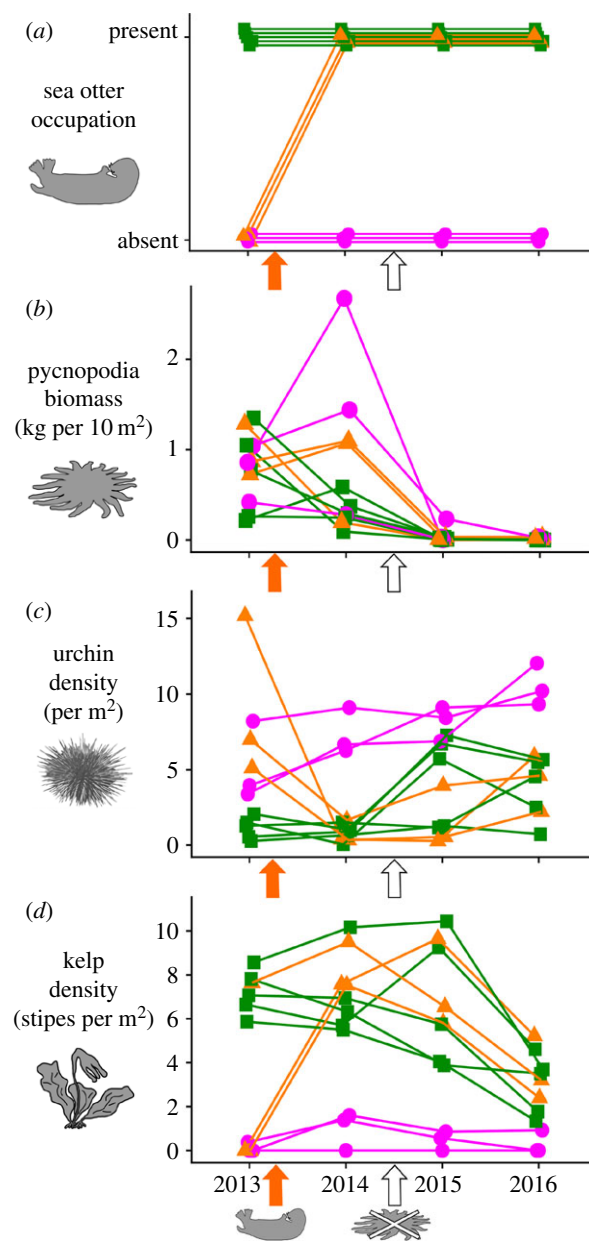 (a)
present
sea otter
occupation
absent
(b)
2
pycnopodia
biomass
(kg per 10 m²)
1
0
(c)
15
urchin
density
(per m²)
10
5
0
(d)
10
kelp
density
(stipes per m²)
8
6
4
2
0
2013 2014 2015 2016